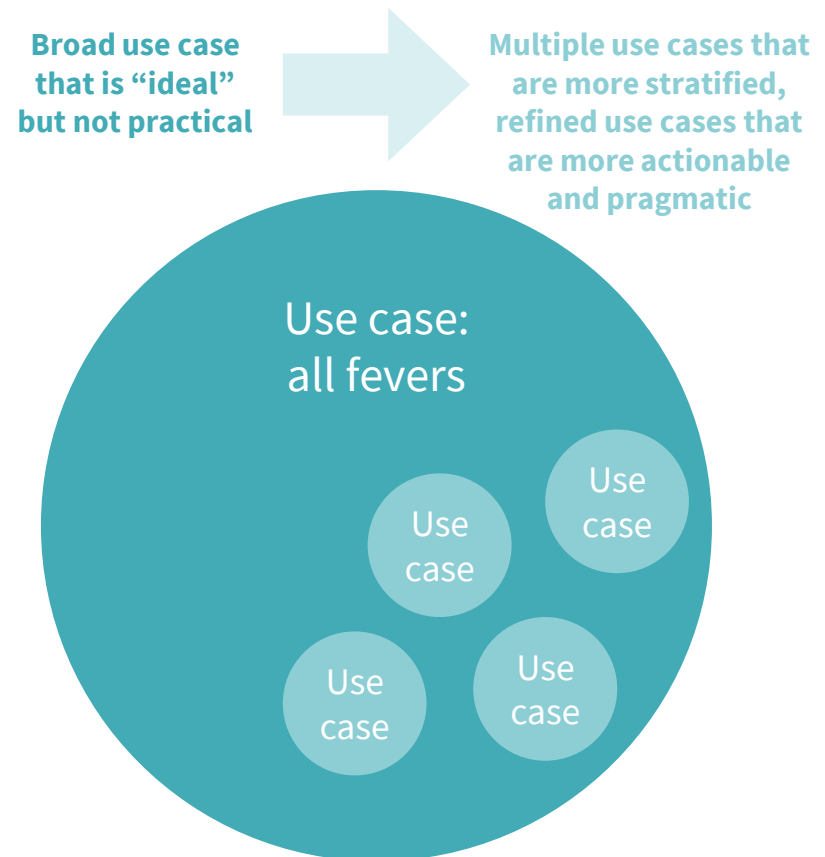 Broad use case
that is “ideal”
but not practical
Multiple use cases that
are more stratified,
refined use cases that
are more actionable
and pragmatic
Use case:
all fevers
Use
case
Use
case
Use
case
Use
case